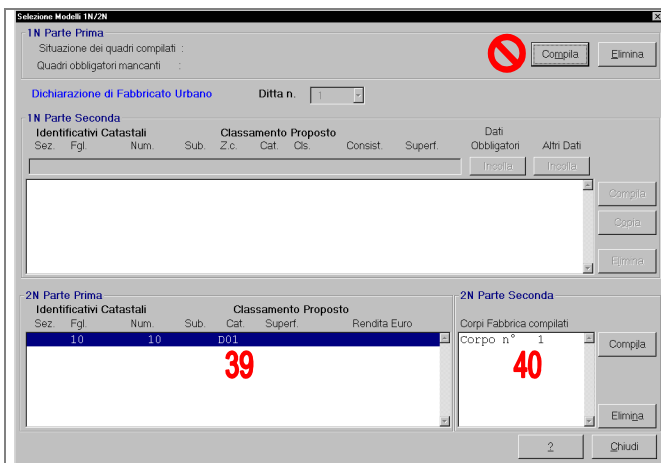 Selezione Modelli 1N/2N
1N Parte Prima
Situazione dei quadri compilati :
Quadri obbligatori mancanti :
Compila Elimina
Dichiarazione di Fabbricato Urbano Ditta n. 1
1N Parte Seconda
Identificativi Catastali Classamento Proposto Dati
Sez. Fgl. Num. Sub. Z.c. Cat. Cls. Consist. Superf. Obbligatori Altri Dati
Incolla Incolla
Compila
Copia
Elimina
2N Parte Prima 2N Parte Seconda
Identificativi Catastali Classamento Proposto
Sez. Fgl. Num. Sub. Cat. Superf. Rendita Euro Corpi Fabbrica compilati
10 10 D01 Corpo n° 1 Compila
39 40
Elimina
? Chiudi